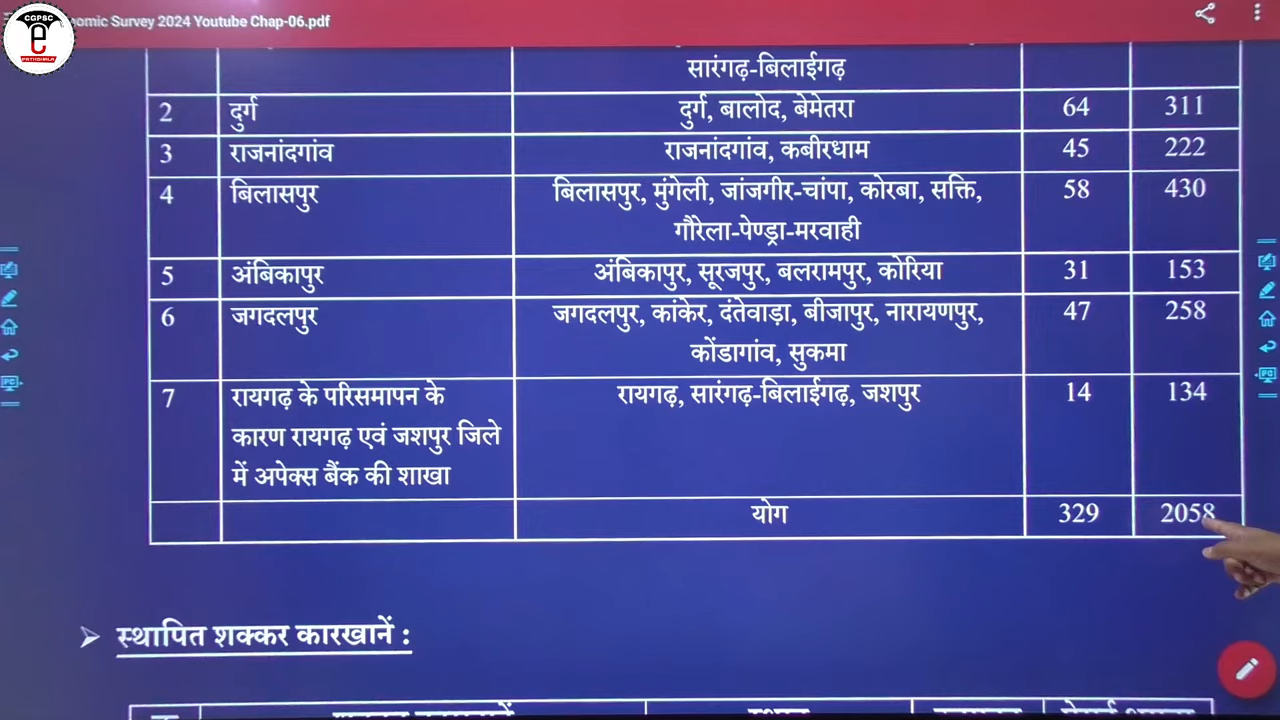 CGPSC
PATHSHALA
nomic Survey 2024 Youtube Chap-06.pdf
सारंगढ़-बिलाईगढ़
2 दुर्ग दुर्ग, बालोद, बेमेतरा 64 311
3 राजनांदगांव राजनांदगांव, कबीरधाम 45 222
4 बिलासपुर बिलासपुर, मुंगेली, जांजगीर-चांपा, कोरबा, सक्ति, 58 430
गौरेला-पेण्ड्रा-मरवाही
5 अंबिकापुर अंबिकापुर, सूरजपुर, बलरामपुर, कोरिया 31 153
6 जगदलपुर जगदलपुर, कांकेर, दंतेवाड़ा, बीजापुर, नारायणपुर, 47 258
कोंडागांव, सुकमा
7 रायगढ़ के परिसमापन के रायगढ़, सारंगढ़-बिलाईगढ़, जशपुर 14 134
कारण रायगढ़ एवं जशपुर जिले
में अपेक्स बैंक की शाखा
योग 329 2058
➢ स्थापित शक्कर कारखानें :